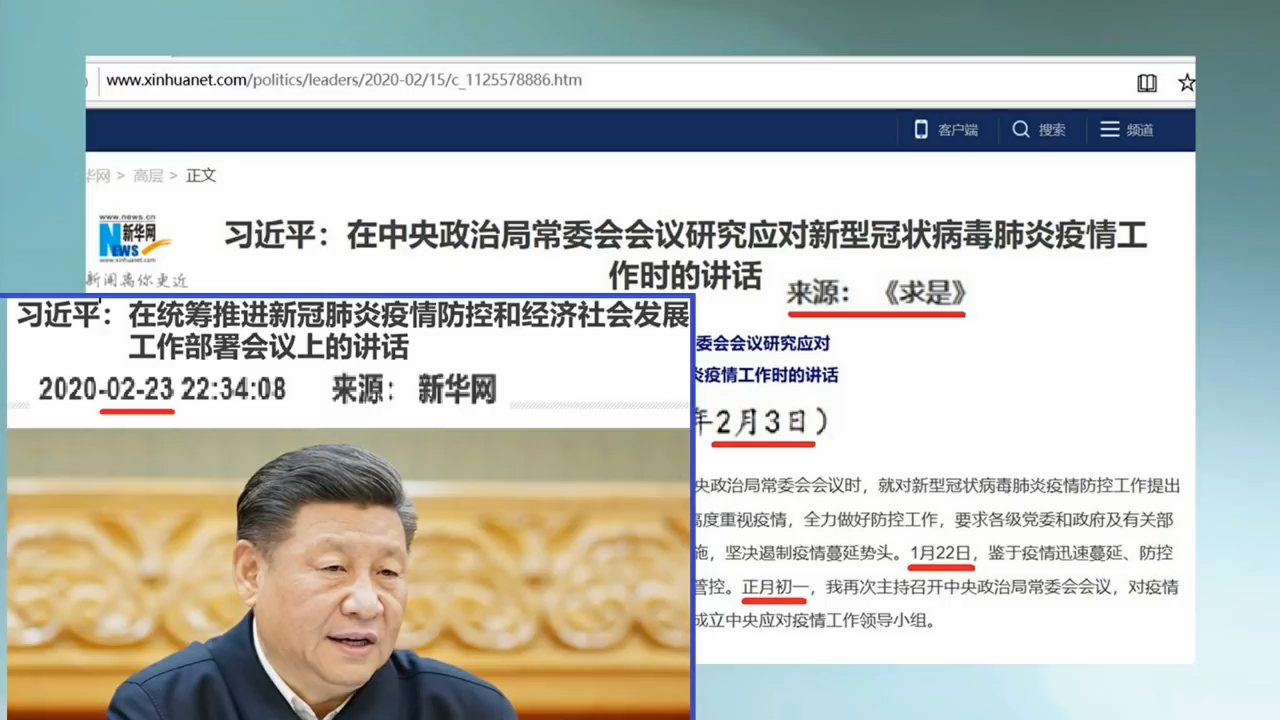 www.xinhuanet.com/politics/leaders/2020-02/15/c_1125578886.htm
客户端 搜索 频道
华网 > 高层 > 正文
www.news.cn
新华网
NEWS
www.xinhuanet.com
新闻离你更近
习近平：在中央政治局常委会会议研究应对新型冠状病毒肺炎疫情工
作时的讲话
来源： 《求是》
习近平：在统筹推进新冠肺炎疫情防控和经济社会发展
工作部署会议上的讲话
2020-02-23 22:34:08 来源： 新华网
委会会议研究应对
炎疫情工作时的讲话
年2月3日）
央政治局常委会会议时，就对新型冠状病毒肺炎疫情防控工作提出
高度重视疫情，全力做好防控工作，要求各级党委和政府及有关部
施，坚决遏制疫情蔓延势头。1月22日，鉴于疫情迅速蔓延、防控
管控。正月初一，我再次主持召开中央政治局常委会会议，对疫情
成立中央应对疫情工作领导小组。